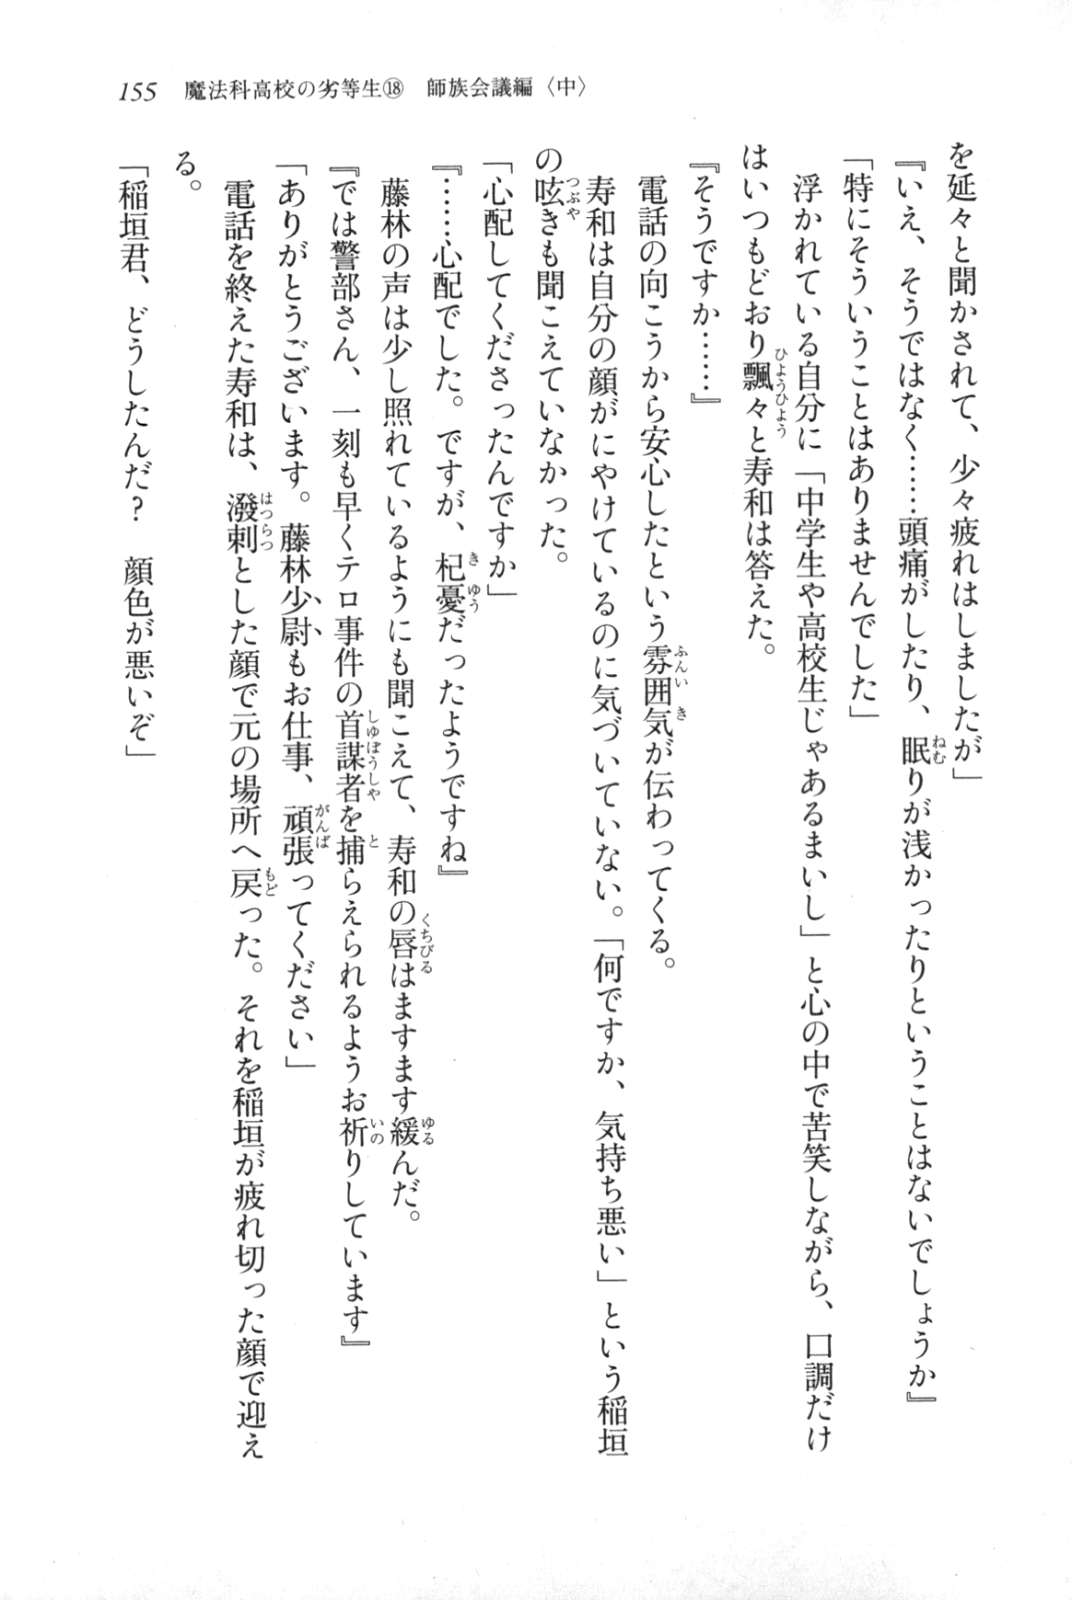 155　魔法科高校の劣等生⑱　師族会議編〈中〉
を延々と聞かされて、少々疲れはしましたが」
『いえ、そうではなく……頭痛がしたり、眠りが浅かったりということはないでしょうか』
「特にそういうことはありませんでした」
　浮かれている自分に「中学生や高校生じゃあるまいし」と心の中で苦笑しながら、口調だけ
はいつもどおり飄々と寿和は答えた。
『そうですか……』
　電話の向こうから安心したという雰囲気が伝わってくる。
　寿和は自分の顔がにやけているのに気づいていない。「何ですか、気持ち悪い」という稲垣
の呟きも聞こえていなかった。
「心配してくださったんですか」
『……心配でした。ですが、杞憂だったようですね』
　藤林の声は少し照れているようにも聞こえて、寿和の唇はますます緩んだ。
『では警部さん、一刻も早くテロ事件の首謀者を捕らえられるようお祈りしています』
「ありがとうございます。藤林少尉もお仕事、頑張ってください」
　電話を終えた寿和は、溌剌とした顔で元の場所へ戻った。それを稲垣が疲れ切った顔で迎え
る。
「稲垣君、どうしたんだ？　顔色が悪いぞ」